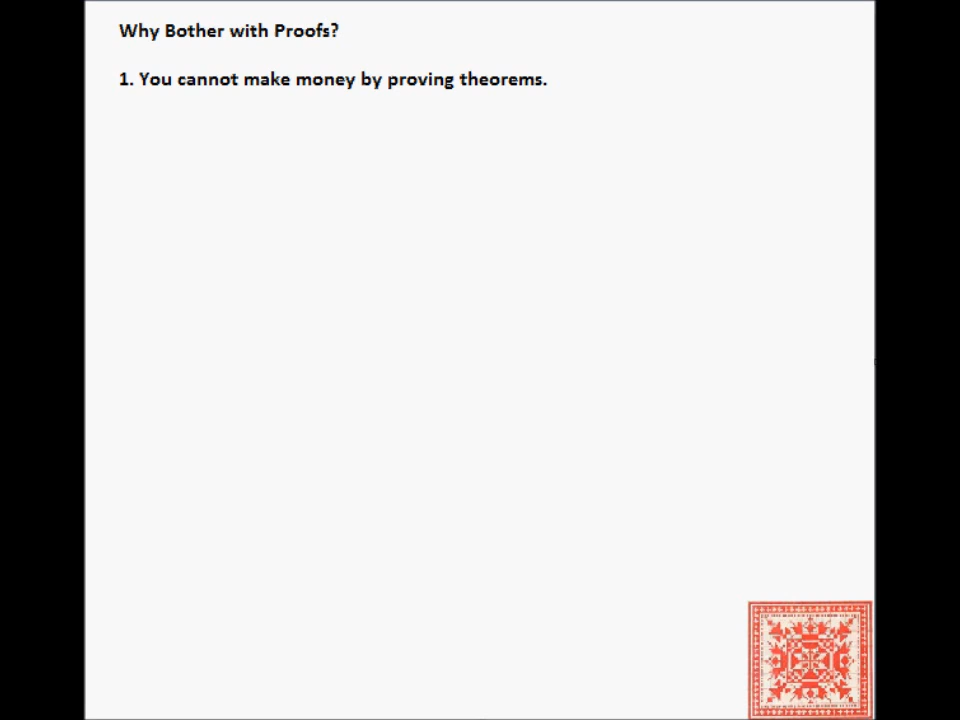 Why Bother with Proofs?
1. You cannot make money by proving theorems.